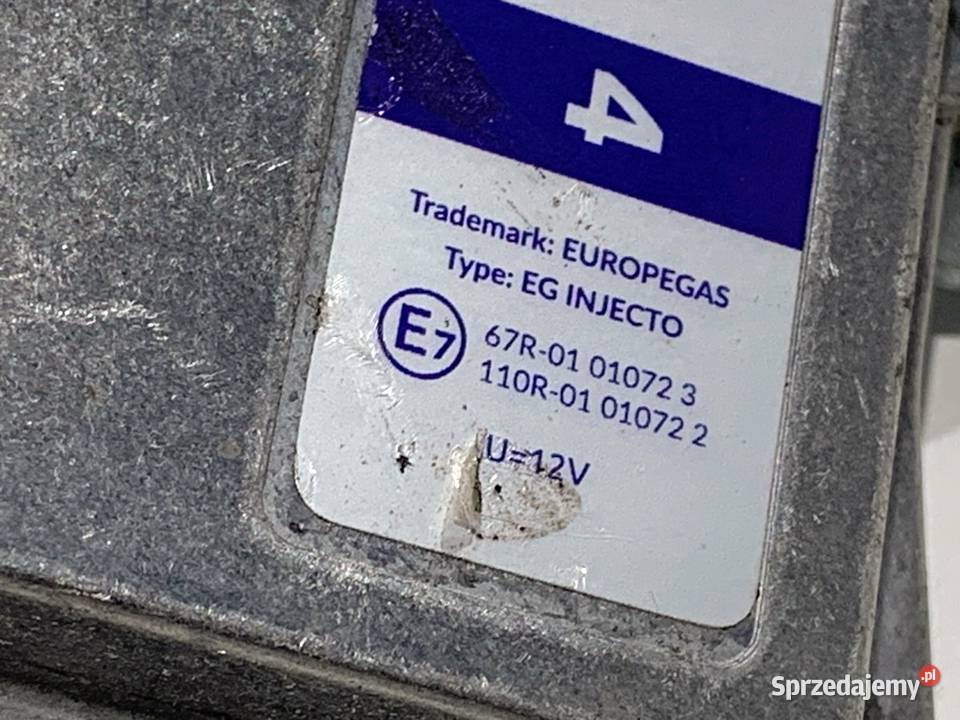 4
Trademark: EUROPEGAS
Type: EG INJECTO
E7
67R-01 01072 3
110R-01 01072 2
U=12V
Sprzedajemy.pl